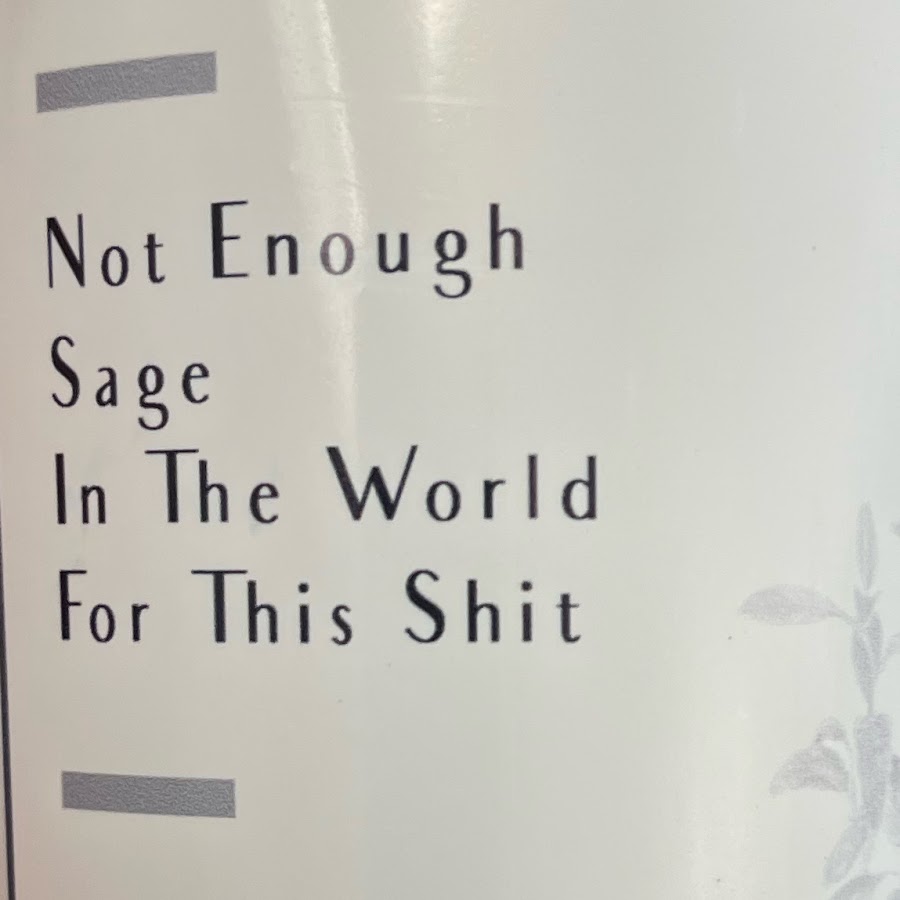 Not Enough
Sage
In The World
For This Shit